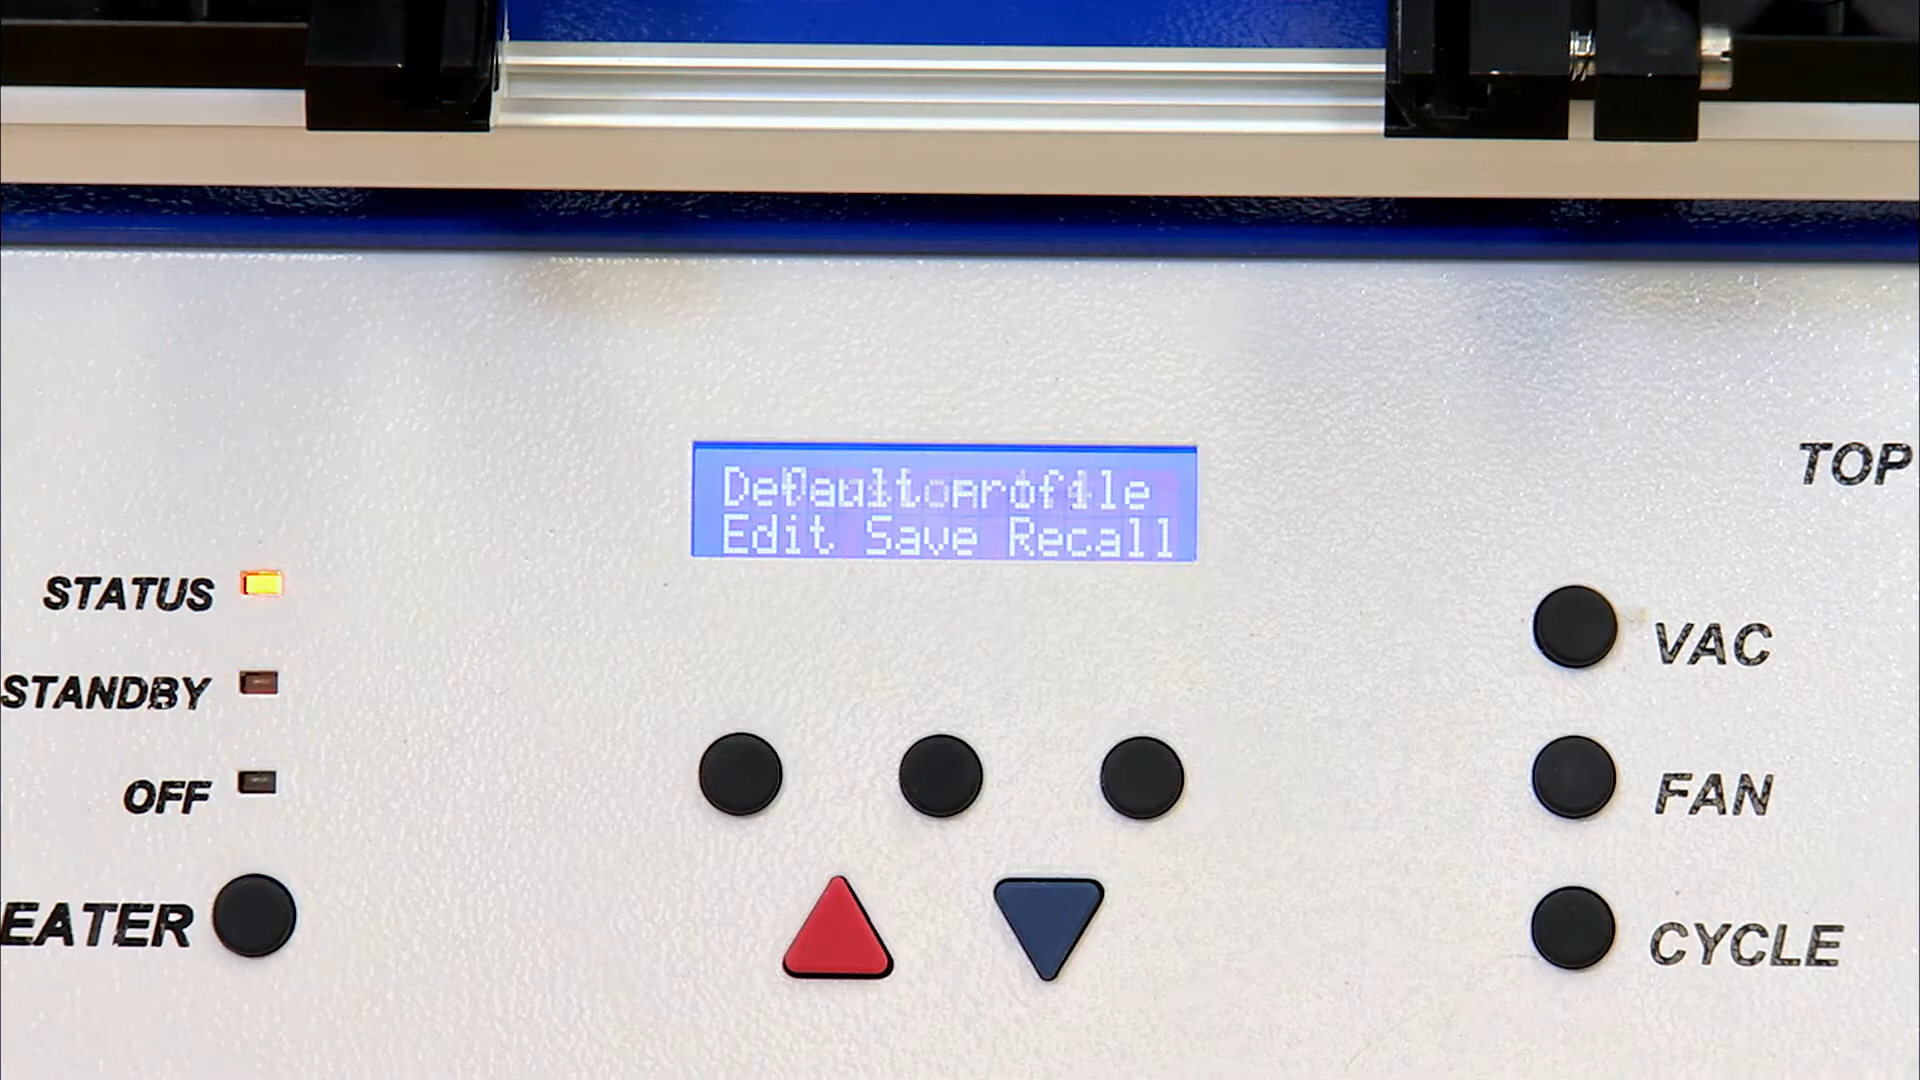 Default profile
Edit Save Recall
TOP
STATUS
STANDBY
OFF
EATER
VAC
FAN
CYCLE